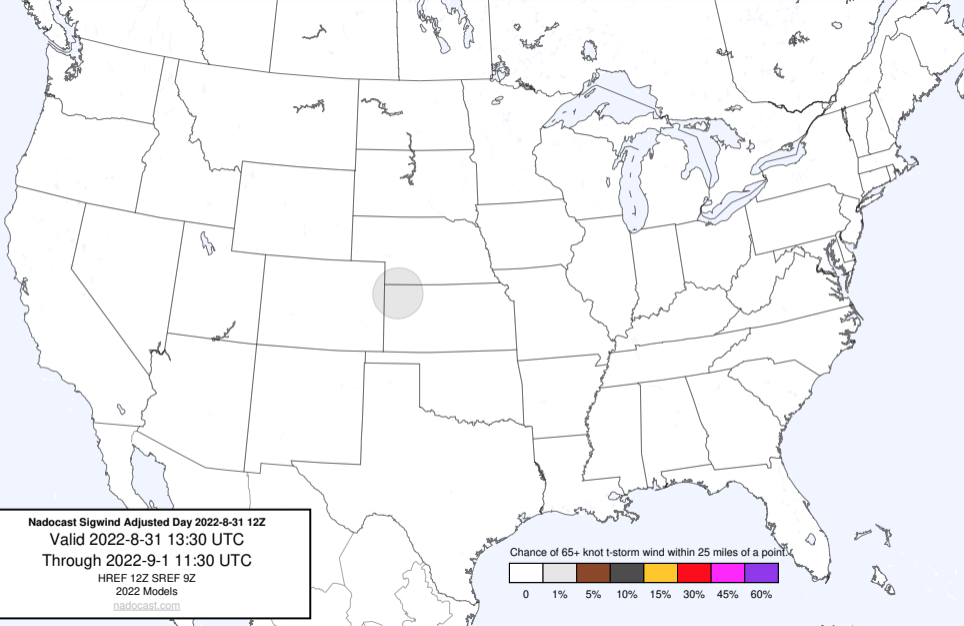 Nadocast Sigwind Adjusted Day 2022-8-31 12Z
Valid 2022-8-31 13:30 UTC
Through 2022-9-1 11:30 UTC
HREF 12Z SREF 9Z
2022 Models
nadocast.com
Chance of 65+ knot t-storm wind within 25 miles of a point.
0 1% 5% 10% 15% 30% 45% 60%